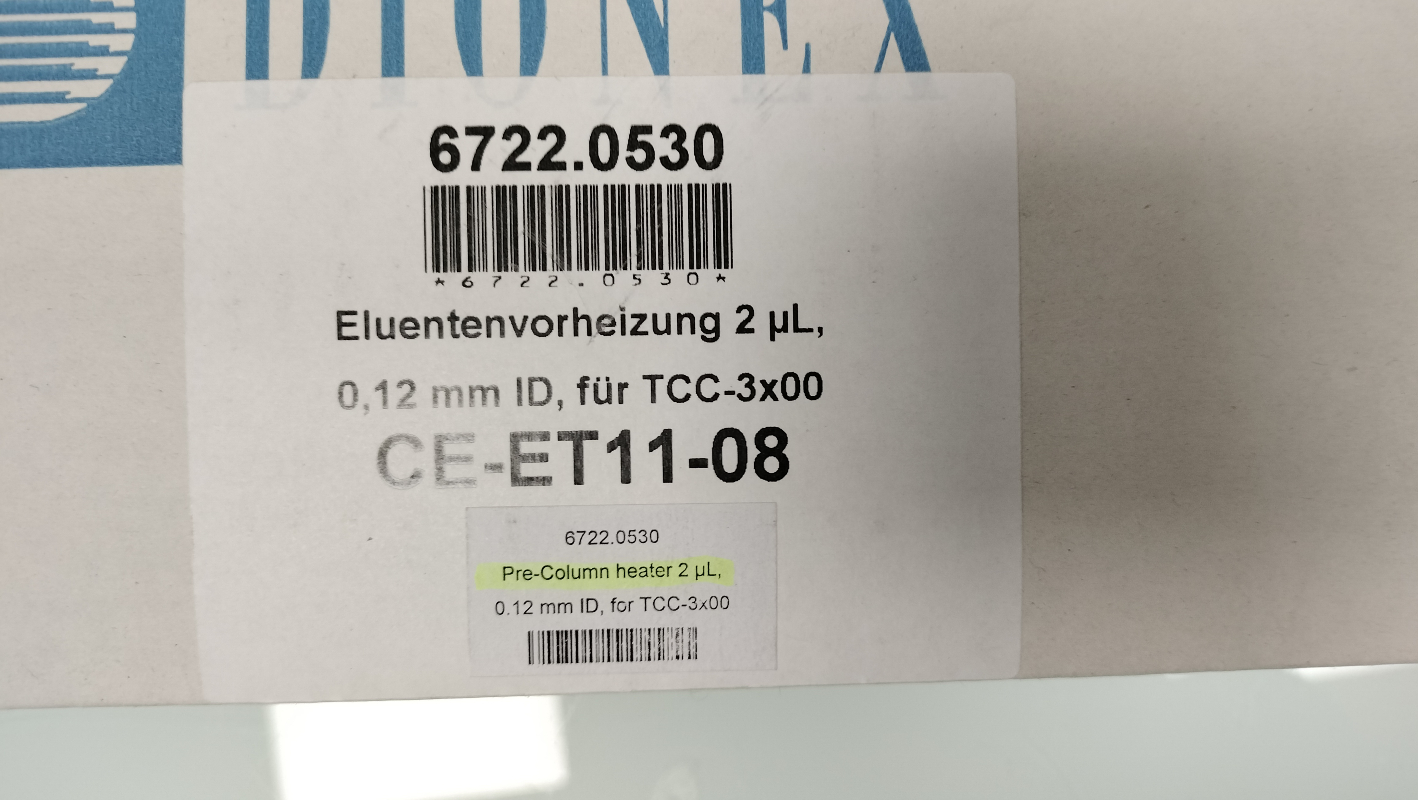 DIONEX
6722.0530
*6722.0530*
Eluentenvorheizung 2 µL,
0,12 mm ID, für TCC-3x00
CE-ET11-08
6722.0530
Pre-Column heater 2 µL,
0.12 mm ID, for TCC-3x00